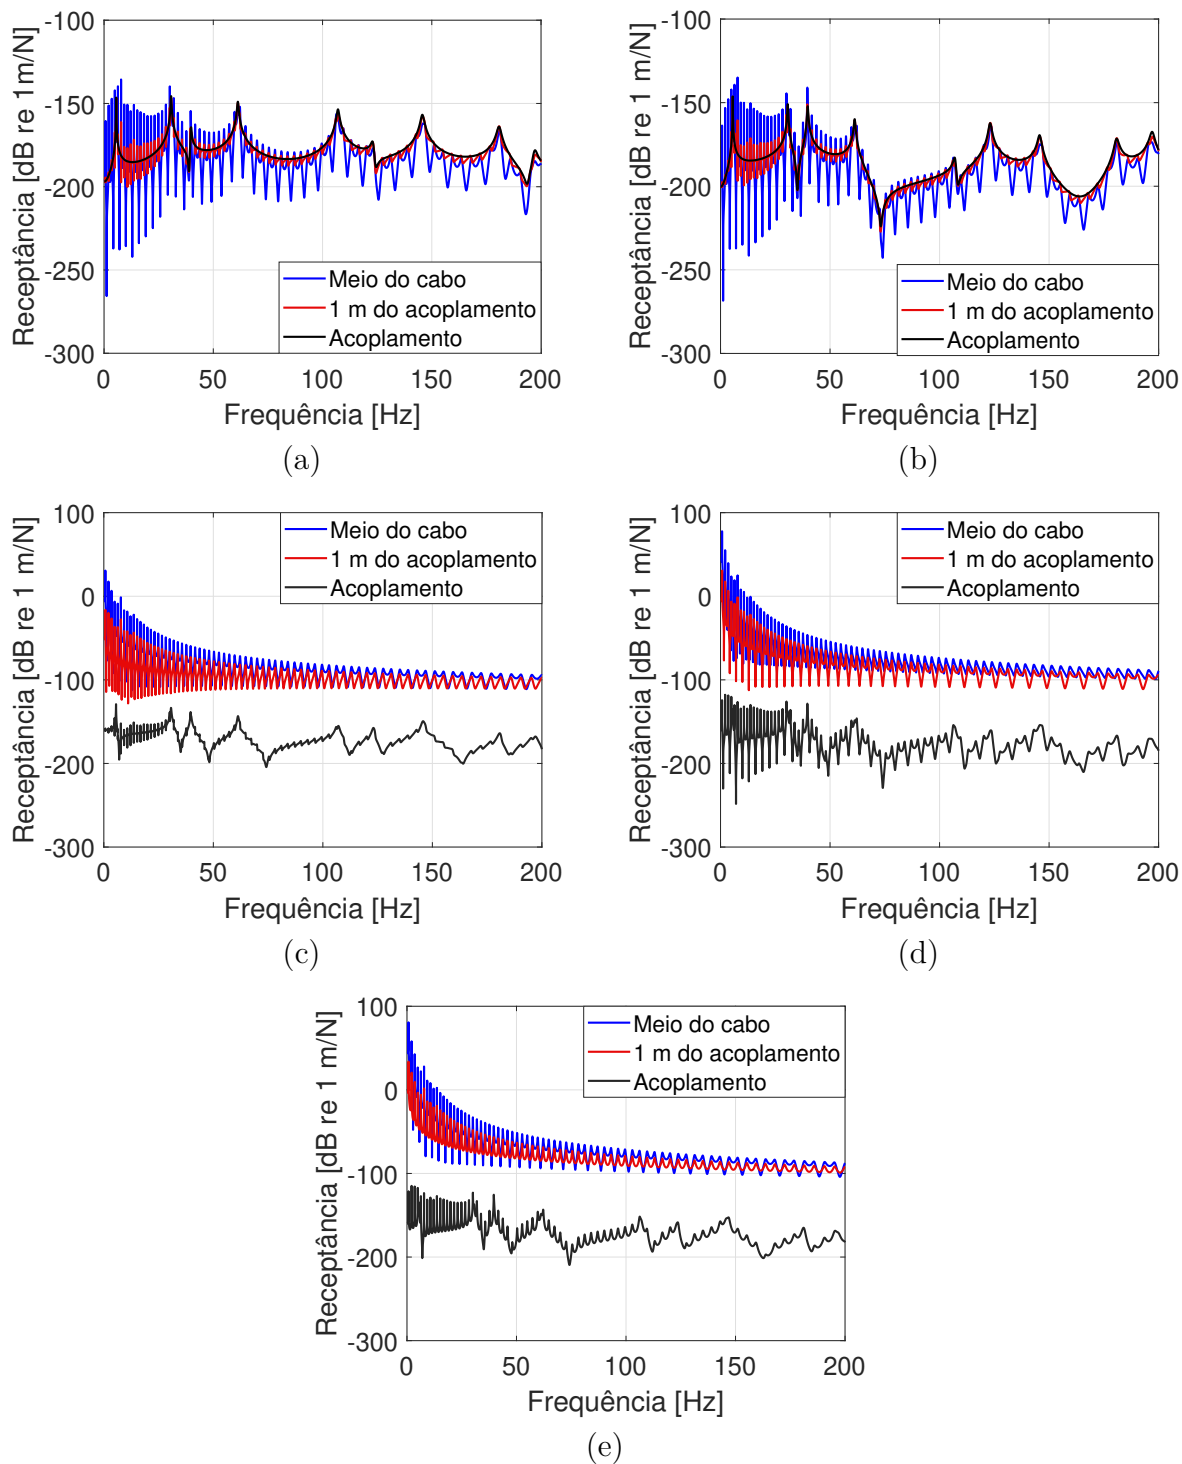 -100
-150
-200
-250
-300
Receptância [dB re 1m/N]
Meio do cabo
1 m do acoplamento
Acoplamento
0 50 100 150 200
Frequência [Hz]
(a)
-100
-150
-200
-250
-300
Receptância [dB re 1 m/N]
Meio do cabo
1 m do acoplamento
Acoplamento
0 50 100 150 200
Frequência [Hz]
(b)
100
0
-100
-200
-300
Receptância [dB re 1 m/N]
Meio do cabo
1 m do acoplamento
Acoplamento
0 50 100 150 200
Frequência [Hz]
(c)
100
0
-100
-200
-300
Receptância [dB re 1 m/N]
Meio do cabo
1 m do acoplamento
Acoplamento
0 50 100 150 200
Frequência [Hz]
(d)
100
0
-100
-200
-300
Receptância [dB re 1 m/N]
Meio do cabo
1 m do acoplamento
Acoplamento
0 50 100 150 200
Frequência [Hz]
(e)